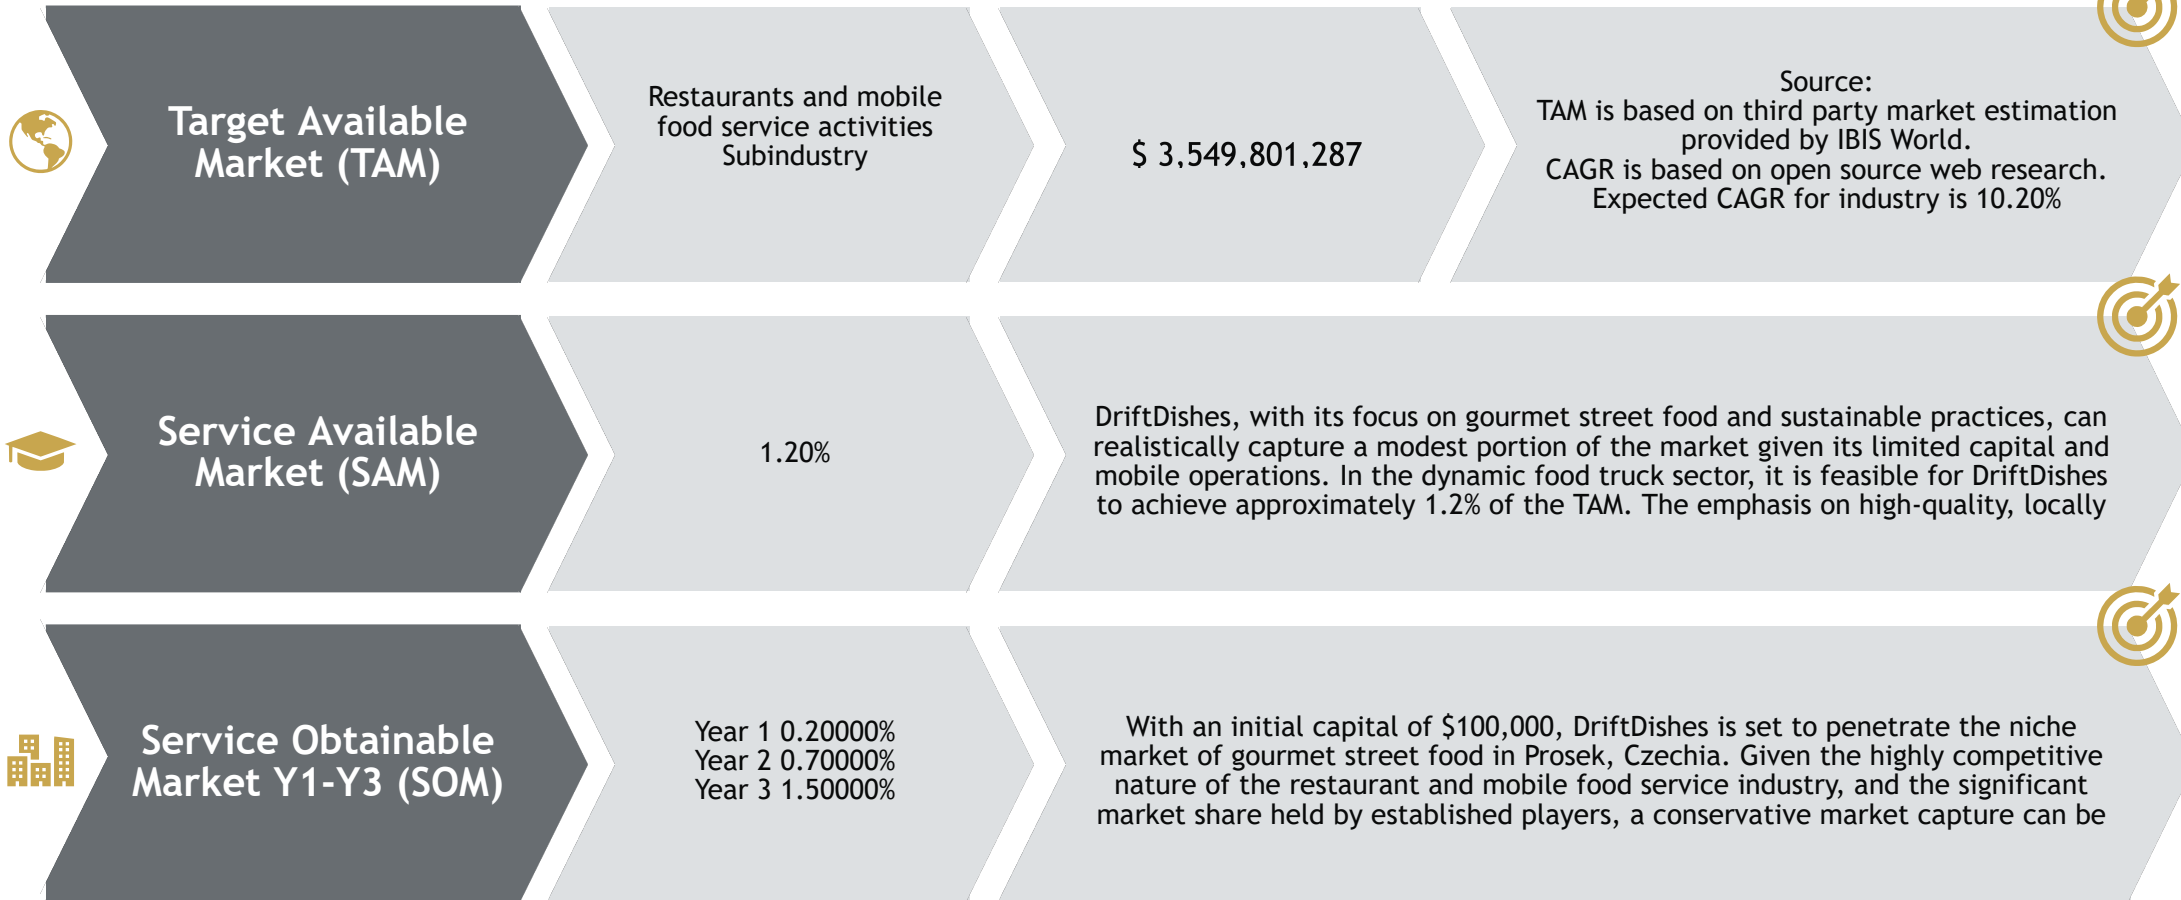 Target Available
Market (TAM)
Restaurants and mobile
food service activities
Subindustry
$ 3,549,801,287
Source:
TAM is based on third party market estimation
provided by IBIS World.
CAGR is based on open source web research.
Expected CAGR for industry is 10.20%
Service Available
Market (SAM)
1.20%
DriftDishes, with its focus on gourmet street food and sustainable practices, can
realistically capture a modest portion of the market given its limited capital and
mobile operations. In the dynamic food truck sector, it is feasible for DriftDishes
to achieve approximately 1.2% of the TAM. The emphasis on high-quality, locally
Service Obtainable
Market Y1-Y3 (SOM)
Year 1 0.20000%
Year 2 0.70000%
Year 3 1.50000%
With an initial capital of $100,000, DriftDishes is set to penetrate the niche
market of gourmet street food in Prosek, Czechia. Given the highly competitive
nature of the restaurant and mobile food service industry, and the significant
market share held by established players, a conservative market capture can be